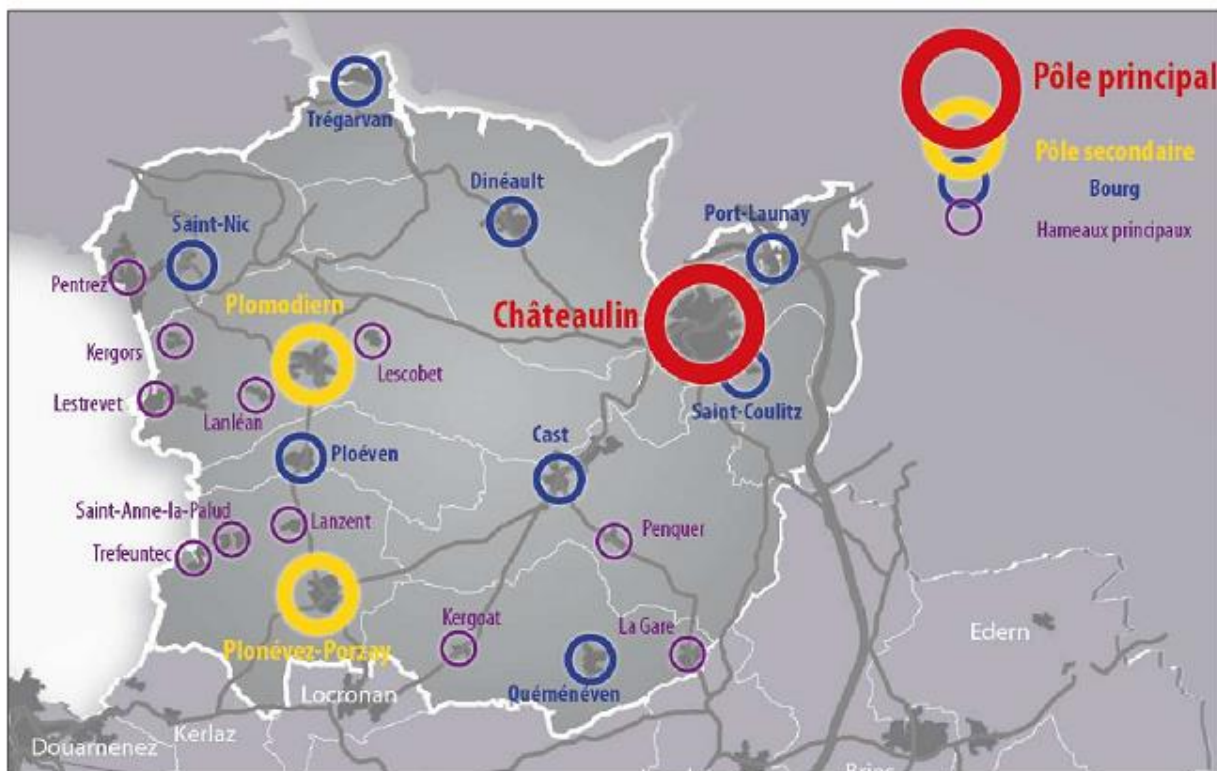 Pôle principal
Pôle secondaire
Bourg
Hameaux principaux
Trégarvan
Dinéault
Saint-Nic
Port-Launay
Pentrez
Plomodiern
Châteaulin
Kergors
Lescobet
Lestrevet
Lanléan
Saint-Coulitz
Cast
Ploéven
Saint-Anne-la-Palud
Lanzent
Penquer
Trefeuntec
Kergoat
La Gare
Edern
Plonévez-Porzay
Locronan
Quéménéven
Kerlaz
Douarnenez